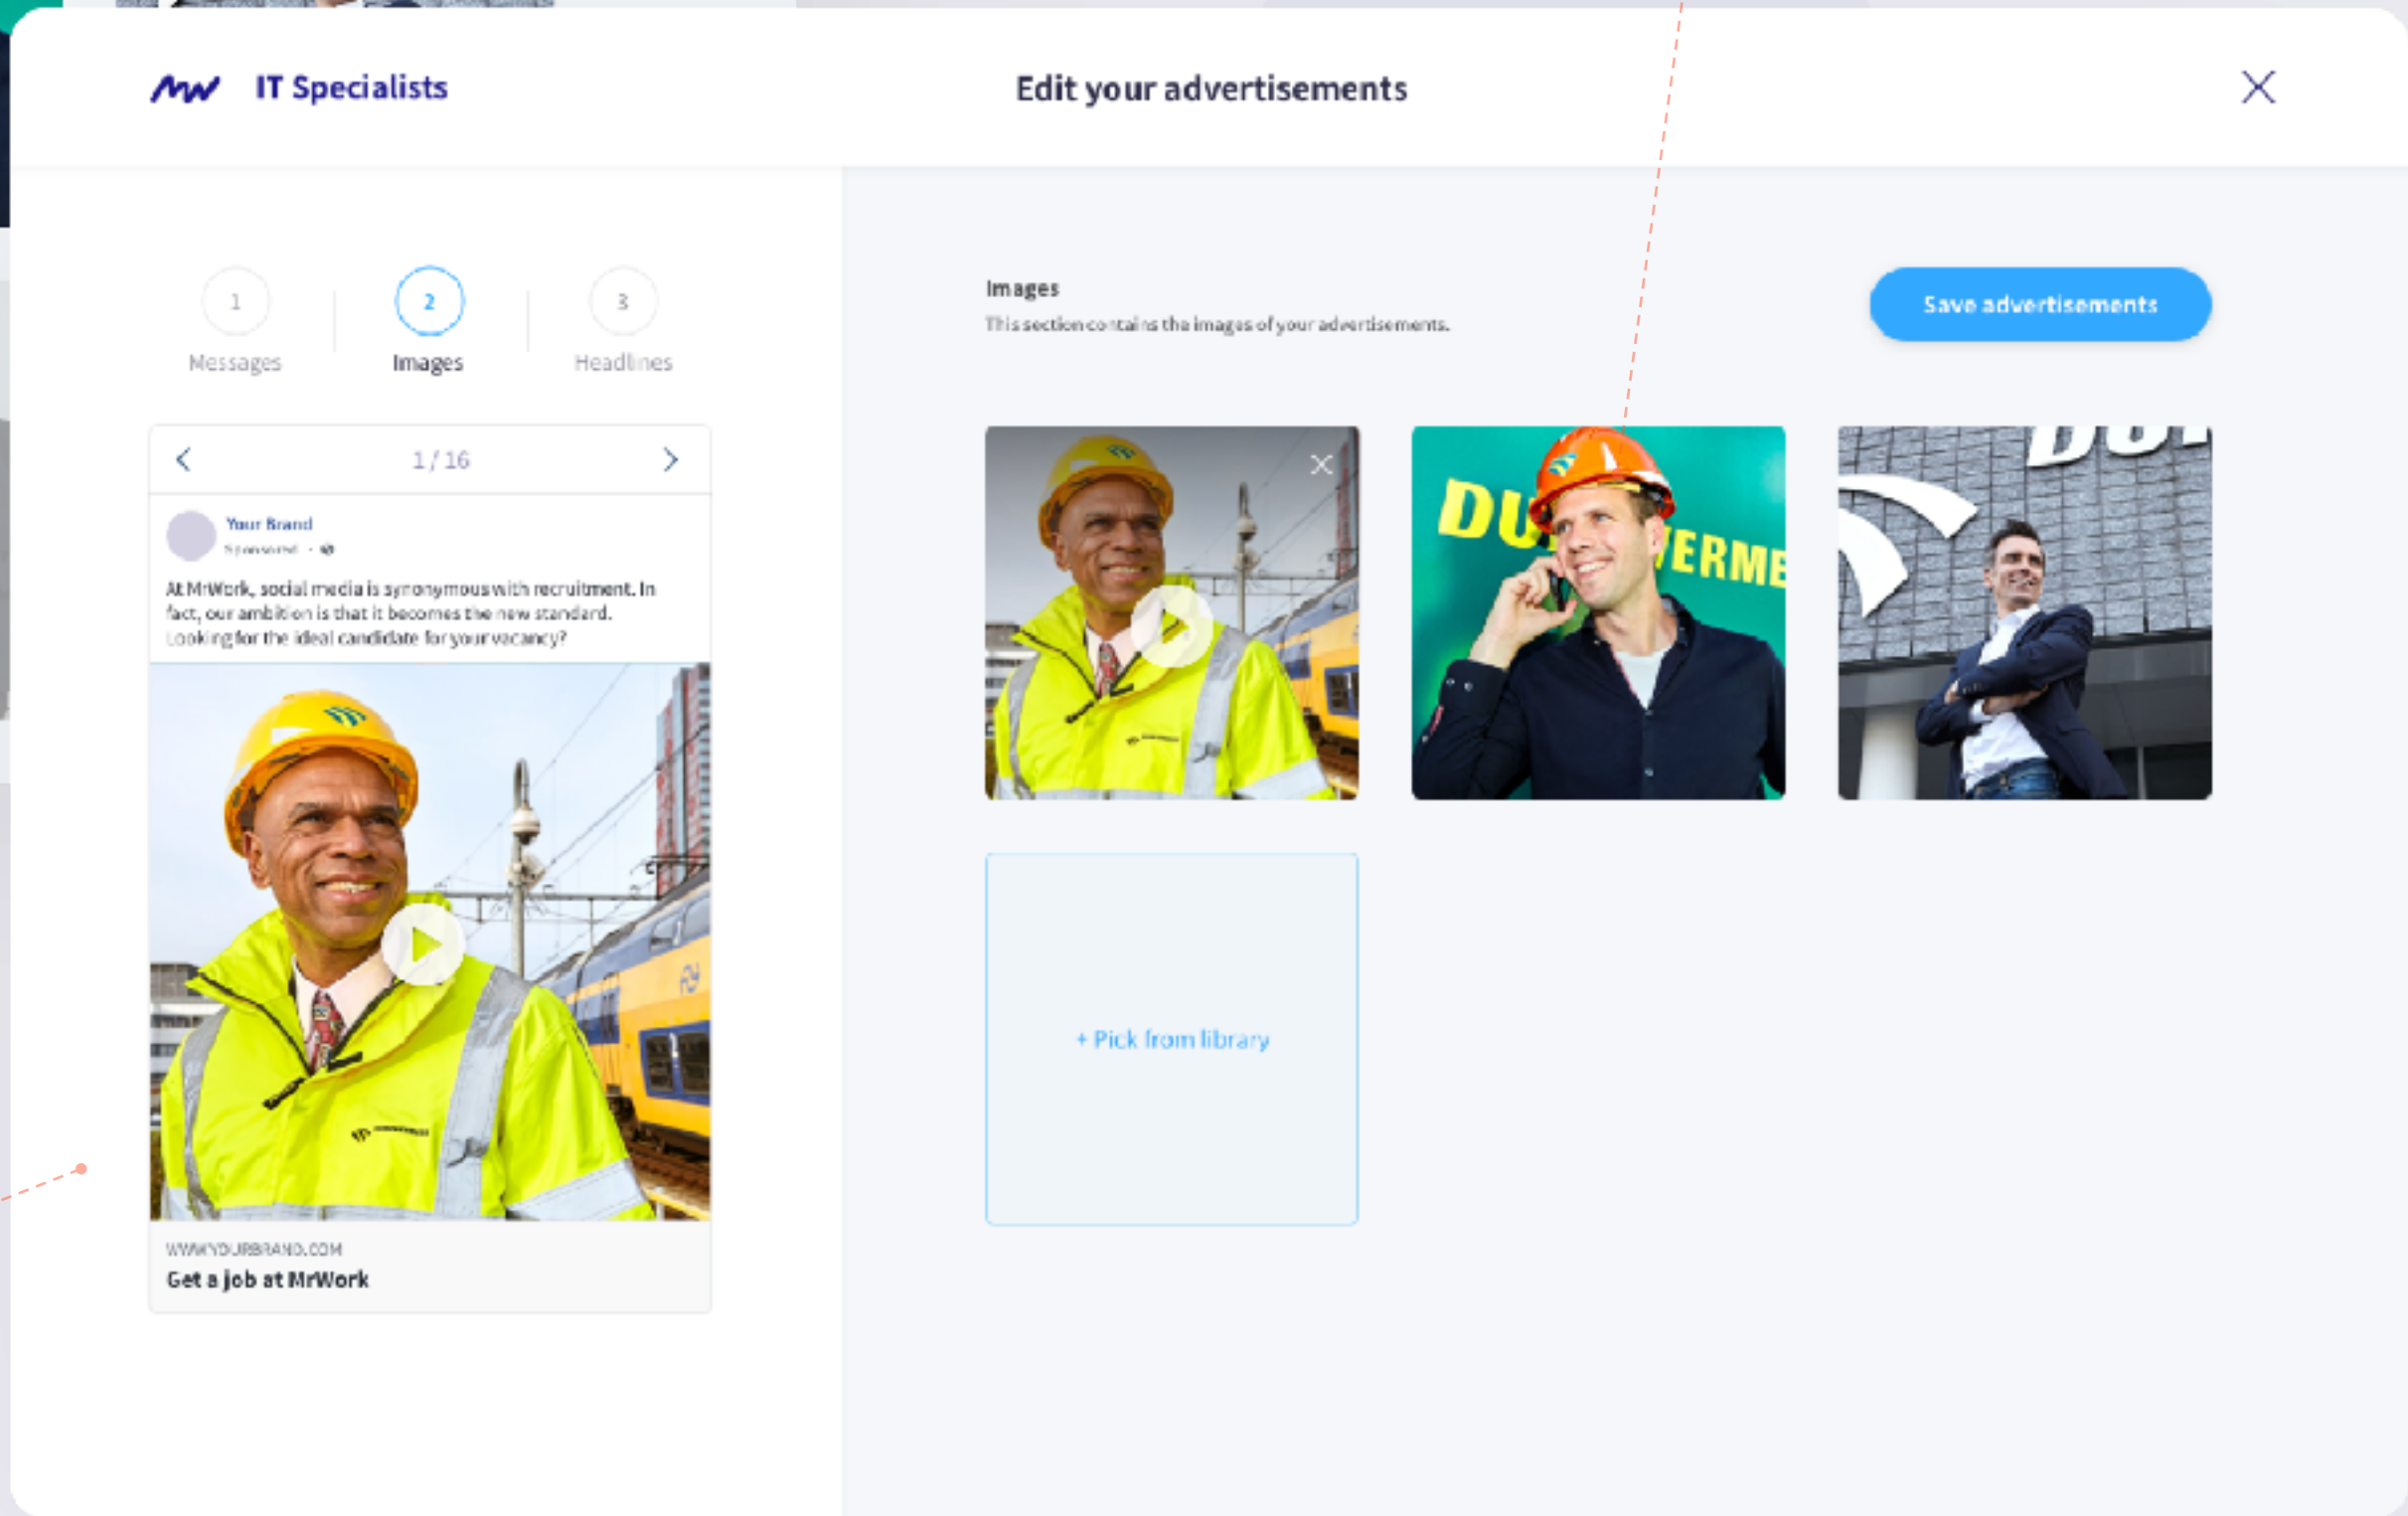 IT Specialists
Edit your advertisements
1
2
3
Messages
Images
Headlines
1 / 16
Your Brand
Sponsored
At MrWork, social media is synonymous with recruitment. In
fact, our ambition is that it becomes the new standard.
Looking for the ideal candidate for your vacancy?
WWW.YOURBRAND.COM
Get a job at MrWork
Images
This section contains the images of your advertisements.
Save advertisements
DU
VERME
+ Pick from library